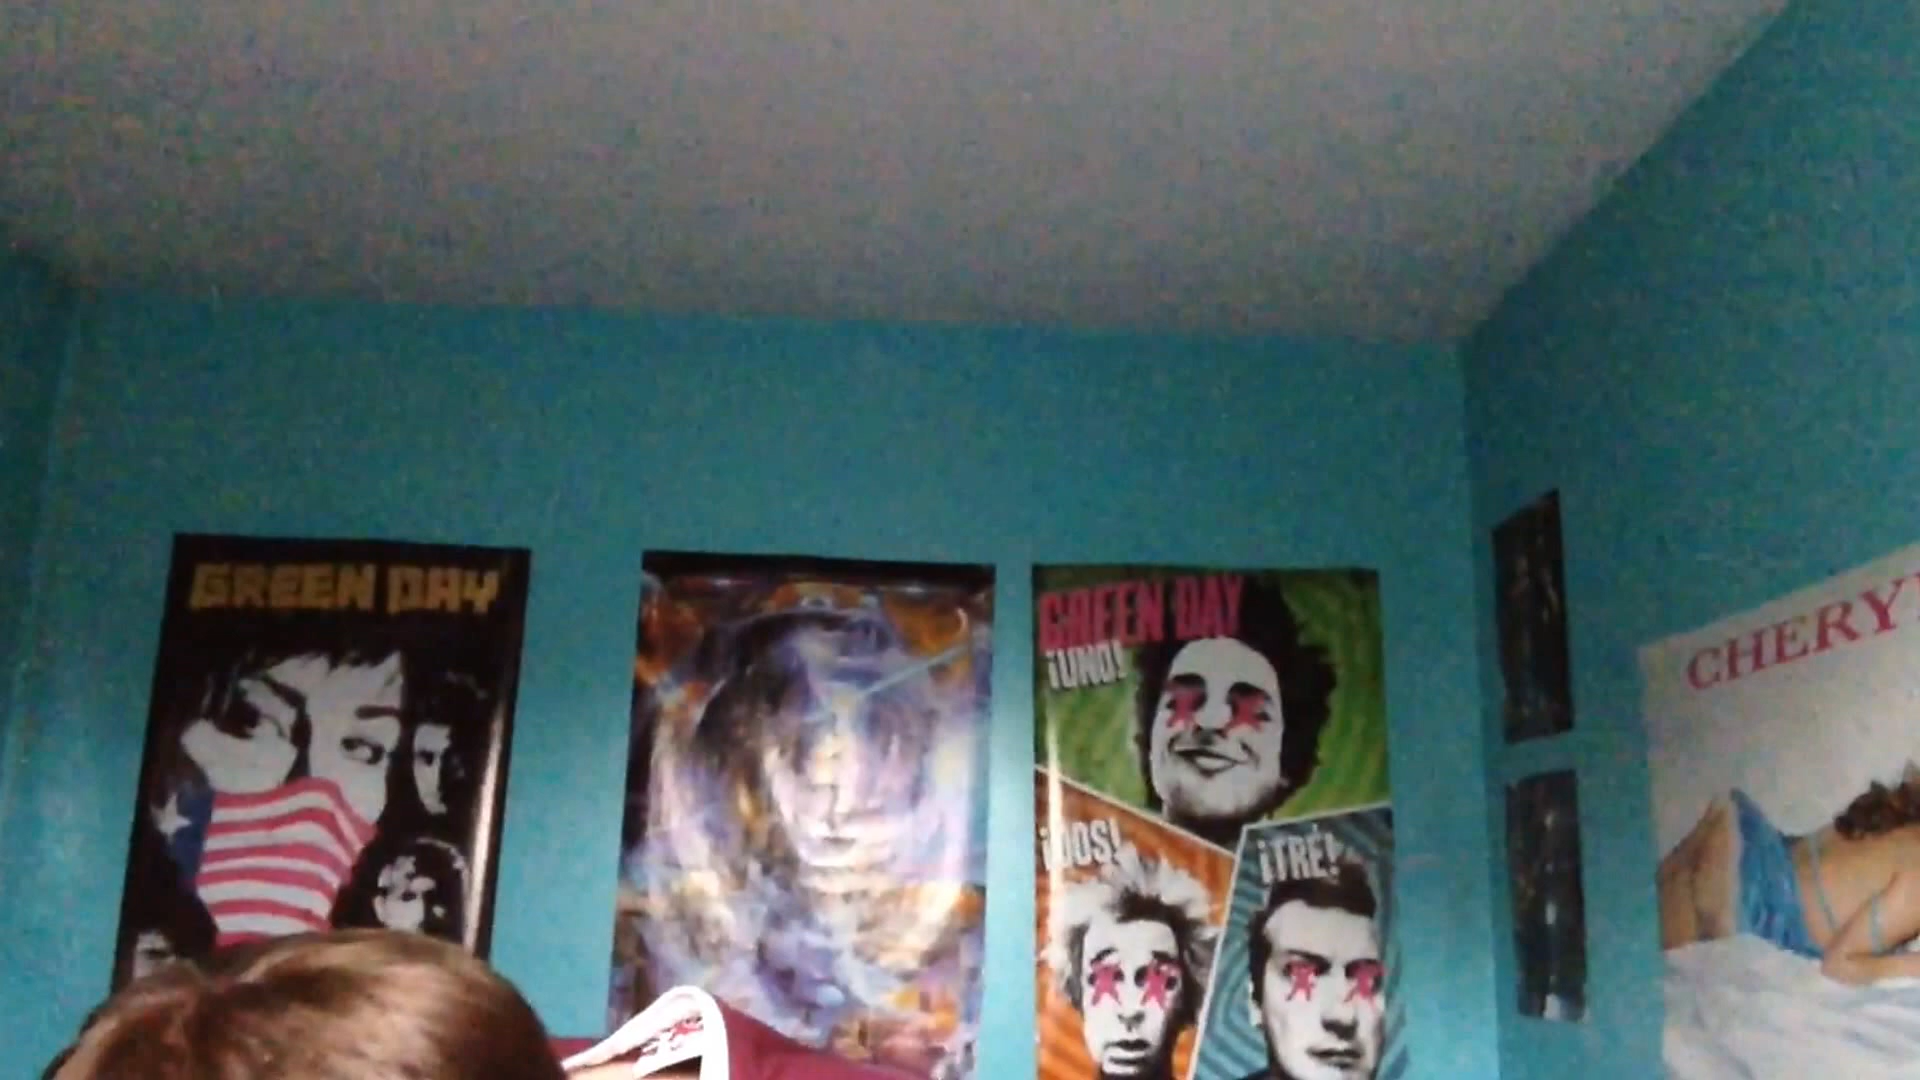 GREEN DAY
GREEN DAY
¡UNO!
¡DOS!
¡TRÉ!
CHERY